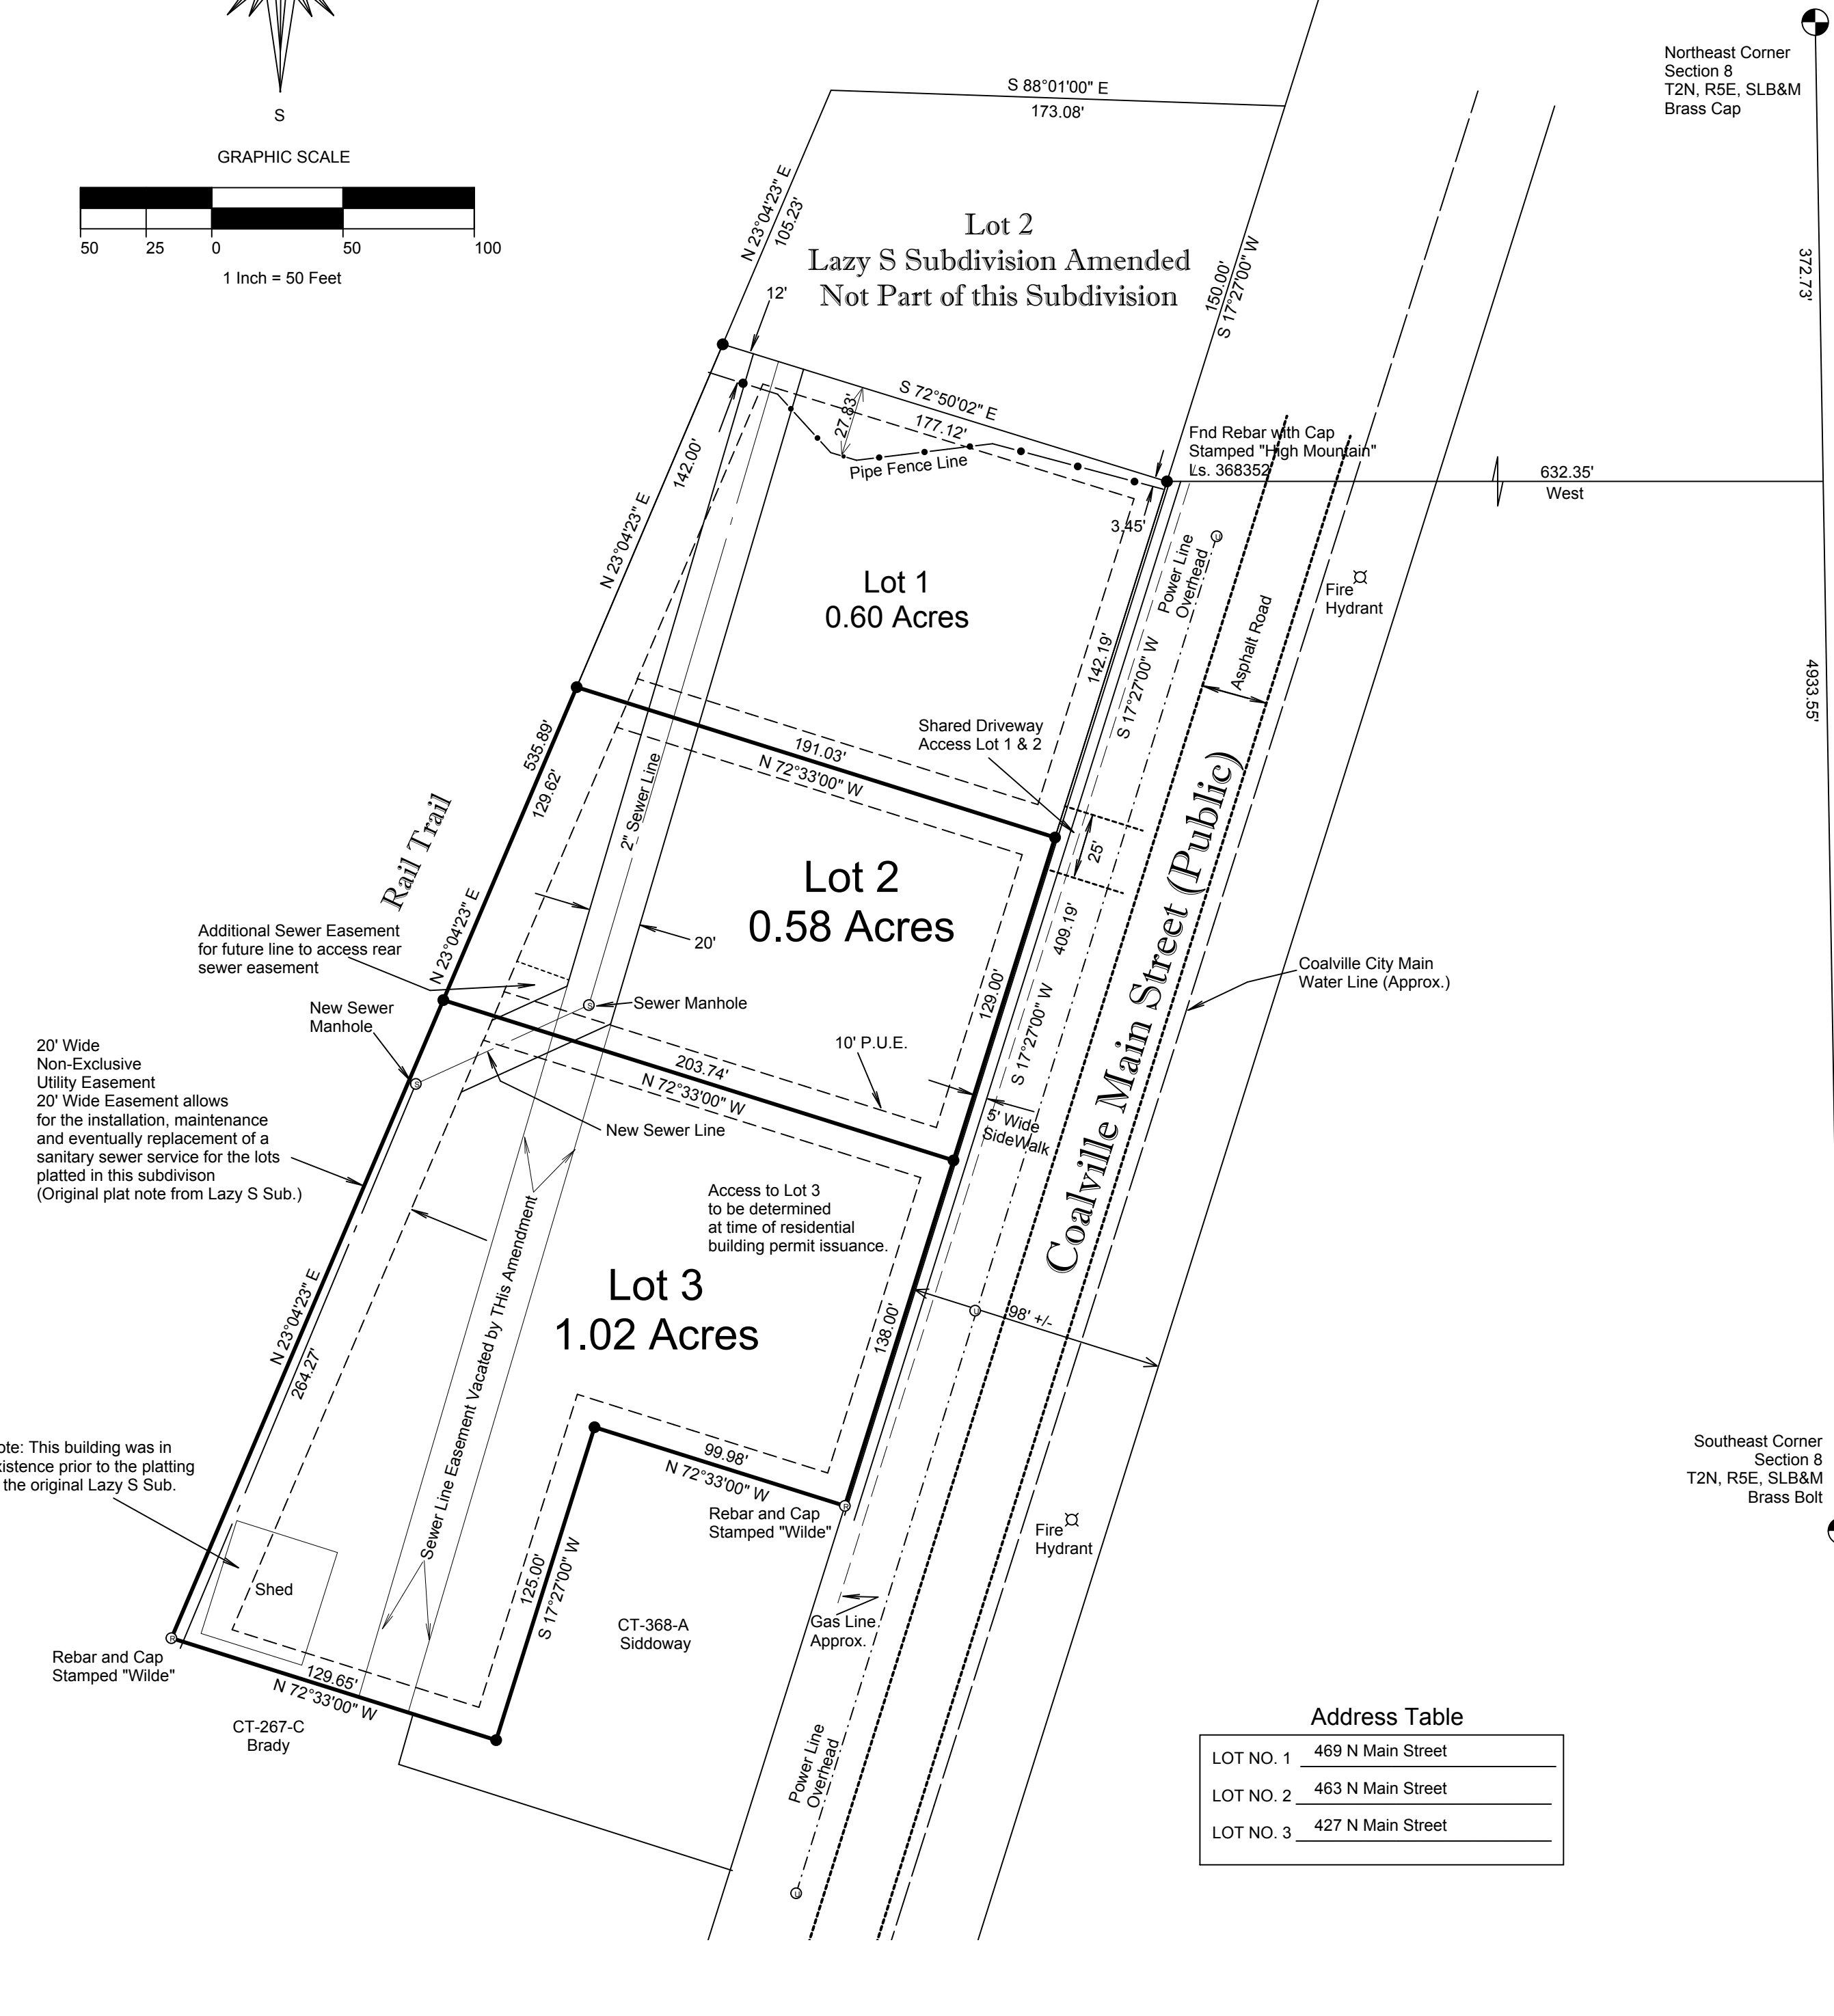 S
GRAPHIC SCALE
50 25 0 50 100
1 Inch = 50 Feet
Northeast Corner
Section 8
T2N, R5E, SLB&M
Brass Cap
372.73'
4933.55'
S 88°01'00" E
173.08'
N 23°04'23" E
105.23'
Lot 2
Lazy S Subdivision Amended
Not Part of this Subdivision
150.00'
S 17°27'00" W
12'
S 72°50'02" E
177.12'
27.83'
Pipe Fence Line
Fnd Rebar with Cap
Stamped "High Mountain"
Ls. 368352
632.35'
West
3.45'
142.00'
N 23°04'23" E
Lot 1
0.60 Acres
142.19'
S 17°27'00" W
Power Line
Overhead
U
Asphalt Road
Fire
Hydrant
Shared Driveway
Access Lot 1 & 2
191.03'
N 72°33'00" W
535.89'
129.62'
2" Sewer Line
Rail Trail
25'
Lot 2
0.58 Acres
N 23°04'23" E
20'
409.19'
129.00'
S 17°27'00" W
Coalville Main Street (Public)
Coalville City Main
Water Line (Approx.)
Additional Sewer Easement
for future line to access rear
sewer easement
New Sewer
Manhole
S
S
Sewer Manhole
10' P.U.E.
20' Wide
Non-Exclusive
Utility Easement
20' Wide Easement allows
for the installation, maintenance
and eventually replacement of a
sanitary sewer service for the lots
platted in this subdivison
(Original plat note from Lazy S Sub.)
203.74'
N 72°33'00" W
New Sewer Line
5' Wide
SideWalk
Access to Lot 3
to be determined
at time of residential
building permit issuance.
Lot 3
1.02 Acres
Sewer Line Easement Vacated by THis Amendment
138.00'
U
98' +/-
N 23°04'23" E
264.27'
99.98'
N 72°33'00" W
R
Rebar and Cap
Stamped "Wilde"
ote: This building was in
xistence prior to the platting
the original Lazy S Sub.
Shed
125.00'
S 17°27'00" W
Fire
Hydrant
Southeast Corner
Section 8
T2N, R5E, SLB&M
Brass Bolt
R
Rebar and Cap
Stamped "Wilde"
129.65'
N 72°33'00" W
CT-267-C
Brady
CT-368-A
Siddoway
Gas Line
Approx.
Power Line
Overhead
U
Address Table
LOT NO. 1 469 N Main Street
LOT NO. 2 463 N Main Street
LOT NO. 3 427 N Main Street